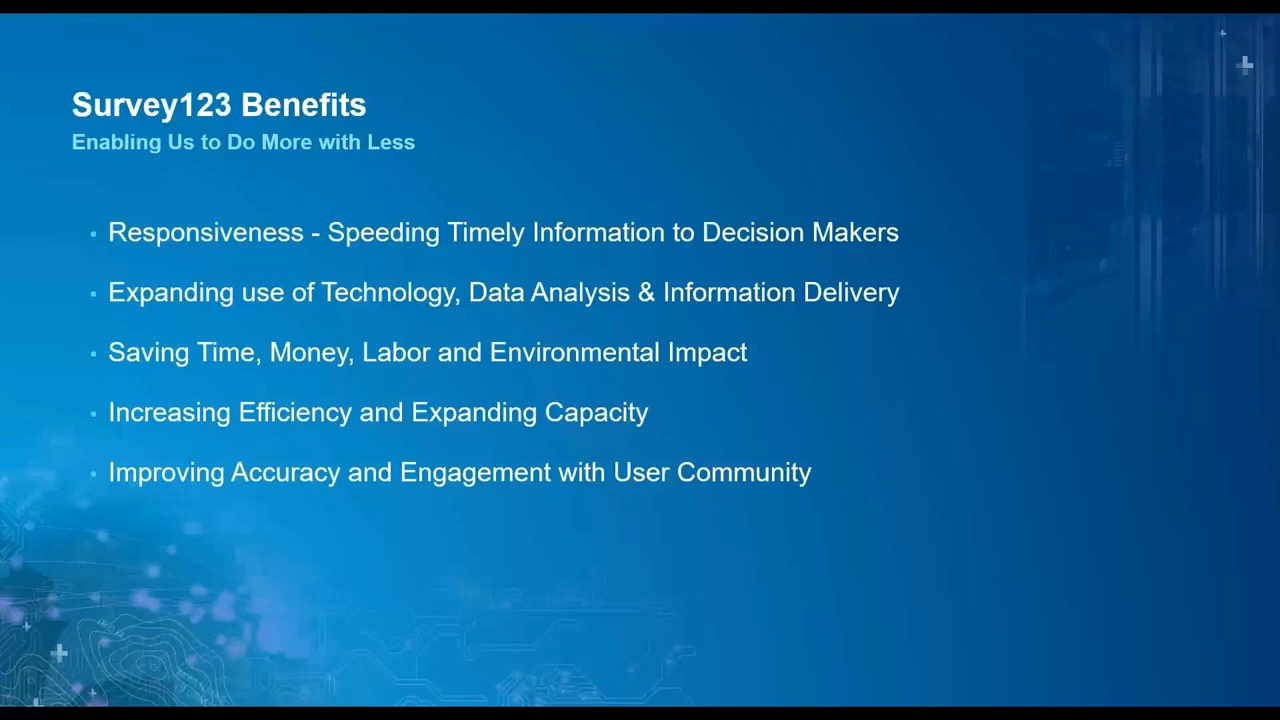 Survey123 Benefits
Enabling Us to Do More with Less
• Responsiveness - Speeding Timely Information to Decision Makers
• Expanding use of Technology, Data Analysis & Information Delivery
• Saving Time, Money, Labor and Environmental Impact
• Increasing Efficiency and Expanding Capacity
• Improving Accuracy and Engagement with User Community